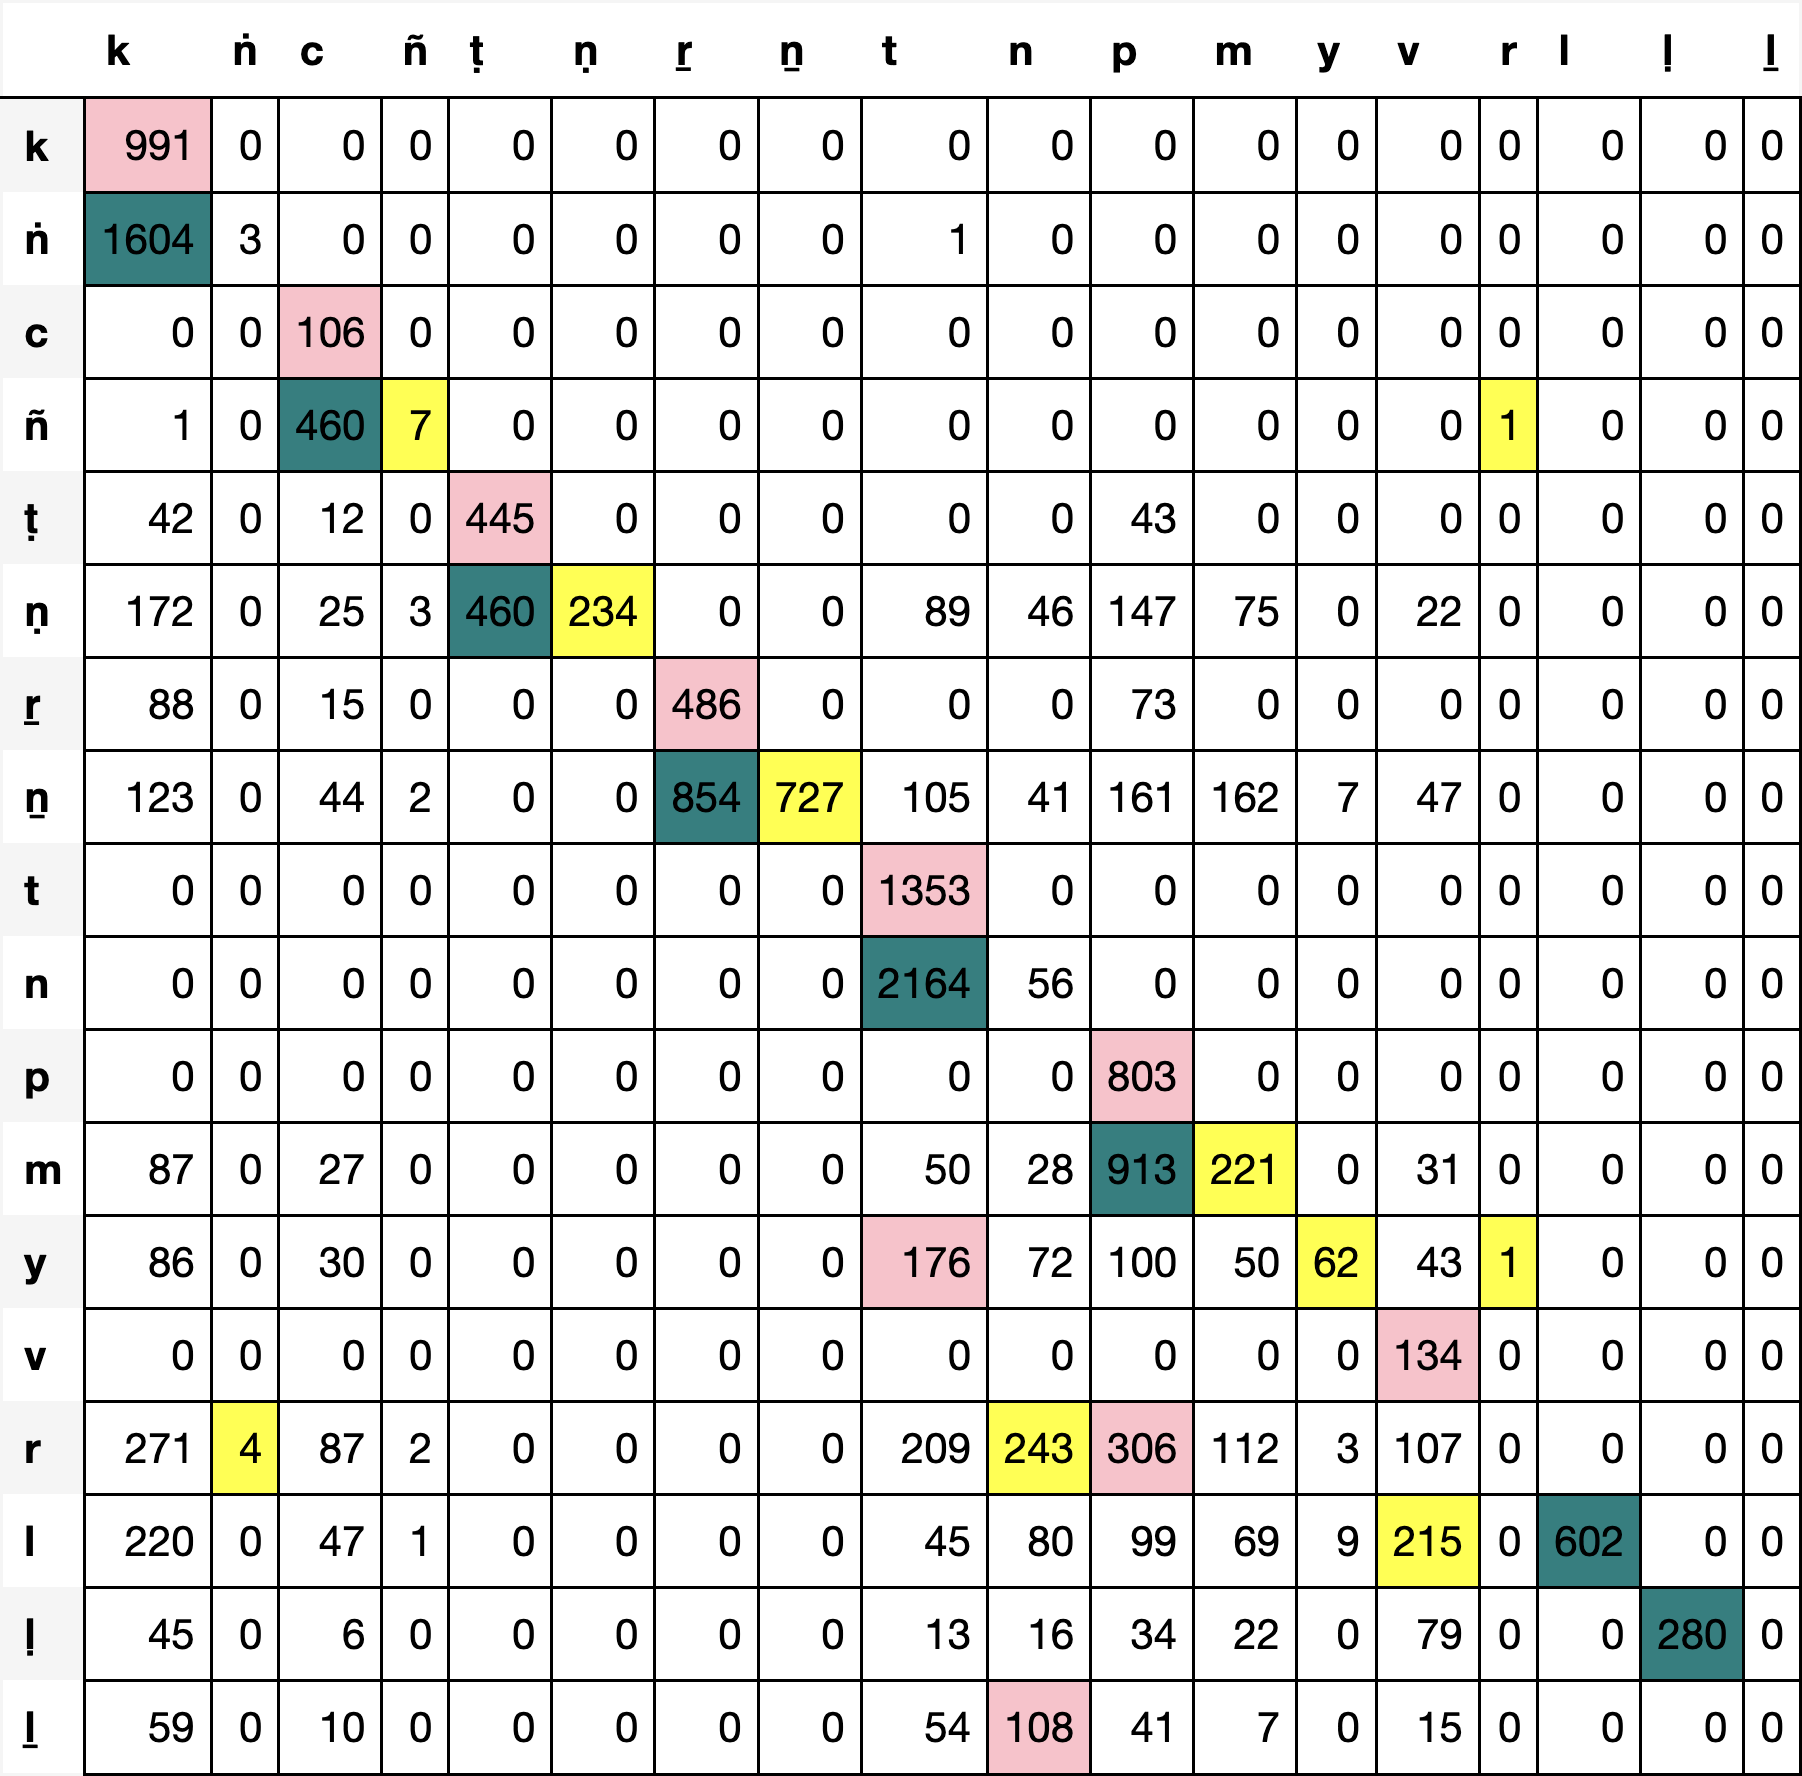 k ṅ c ñ ṭ ṇ ṟ ṉ t n p m y v r l ḷ ḻ
k 991 0 0 0 0 0 0 0 0 0 0 0 0 0 0 0 0 0
ṅ 1604 3 0 0 0 0 0 0 1 0 0 0 0 0 0 0 0 0
c 0 0 106 0 0 0 0 0 0 0 0 0 0 0 0 0 0 0
ñ 1 0 460 7 0 0 0 0 0 0 0 0 0 0 1 0 0 0
ṭ 42 0 12 0 445 0 0 0 0 0 43 0 0 0 0 0 0 0
ṇ 172 0 25 3 460 234 0 0 89 46 147 75 0 22 0 0 0 0
ṟ 88 0 15 0 0 0 486 0 0 0 73 0 0 0 0 0 0 0
ṉ 123 0 44 2 0 0 854 727 105 41 161 162 7 47 0 0 0 0
t 0 0 0 0 0 0 0 0 1353 0 0 0 0 0 0 0 0 0
n 0 0 0 0 0 0 0 0 2164 56 0 0 0 0 0 0 0 0
p 0 0 0 0 0 0 0 0 0 0 803 0 0 0 0 0 0 0
m 87 0 27 0 0 0 0 0 50 28 913 221 0 31 0 0 0 0
y 86 0 30 0 0 0 0 0 176 72 100 50 62 43 1 0 0 0
v 0 0 0 0 0 0 0 0 0 0 0 0 0 134 0 0 0 0
r 271 4 87 2 0 0 0 0 209 243 306 112 3 107 0 0 0 0
l 220 0 47 1 0 0 0 0 45 80 99 69 9 215 0 602 0 0
ḷ 45 0 6 0 0 0 0 0 13 16 34 22 0 79 0 0 280 0
ḻ 59 0 10 0 0 0 0 0 54 108 41 7 0 15 0 0 0 0